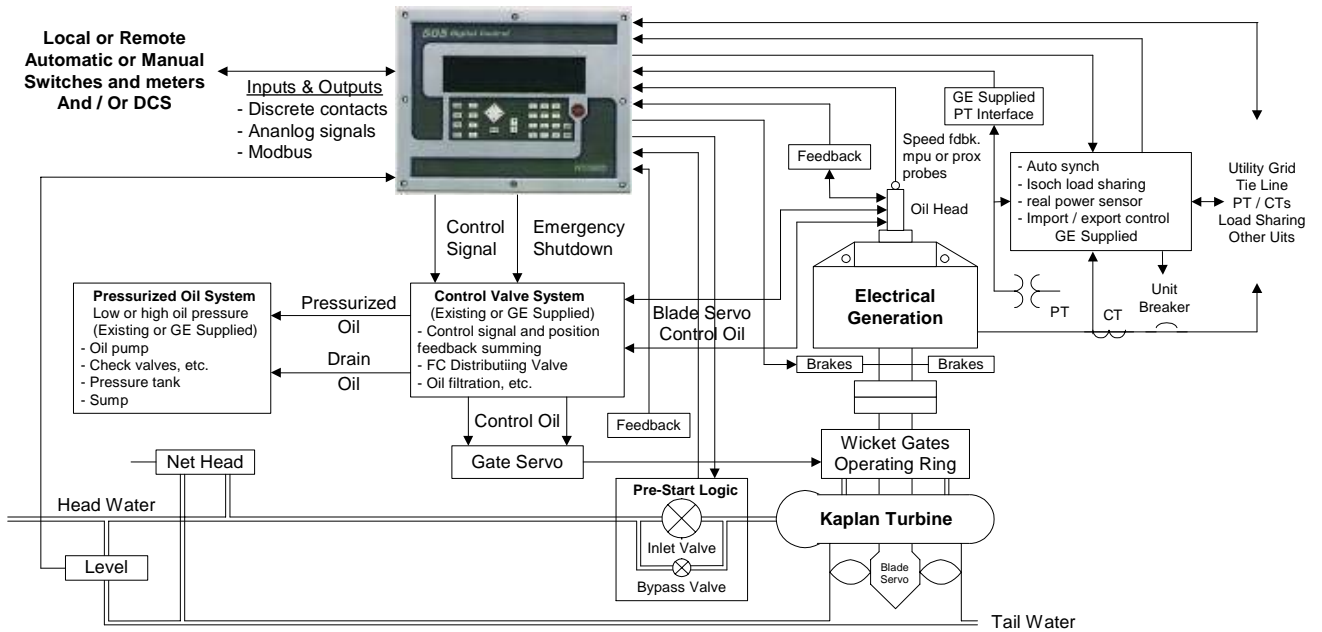 Local or Remote
Automatic or Manual
Switches and meters
And / Or DCS
Inputs & Outputs
- Discrete contacts
- Ananlog signals
- Modbus
505 Digital Control
GE Supplied
PT Interface
Speed fdbk.
mpu or prox
probes
Feedback
Oil Head
- Auto synch
- Isoch load sharing
- real power sensor
- Import / export control
GE Supplied
Utility Grid
Tie Line
PT / CTs
Load Sharing
Other Uits
Control
Signal
Emergency
Shutdown
Pressurized Oil System
Low or high oil pressure
(Existing or GE Supplied)
- Oil pump
- Check valves, etc.
- Pressure tank
- Sump
Pressurized
Oil
Drain
Oil
Control Valve System
(Existing or GE Supplied)
- Control signal and position
feedback summing
- FC Distributiing Valve
- Oil filtration, etc.
Blade Servo
Control Oil
Electrical
Generation
PT
CT
Unit
Breaker
Brakes
Brakes
Control Oil
Feedback
Gate Servo
Wicket Gates
Operating Ring
Net Head
Head Water
Level
Pre-Start Logic
Inlet Valve
Bypass Valve
Kaplan Turbine
Blade
Servo
Tail Water